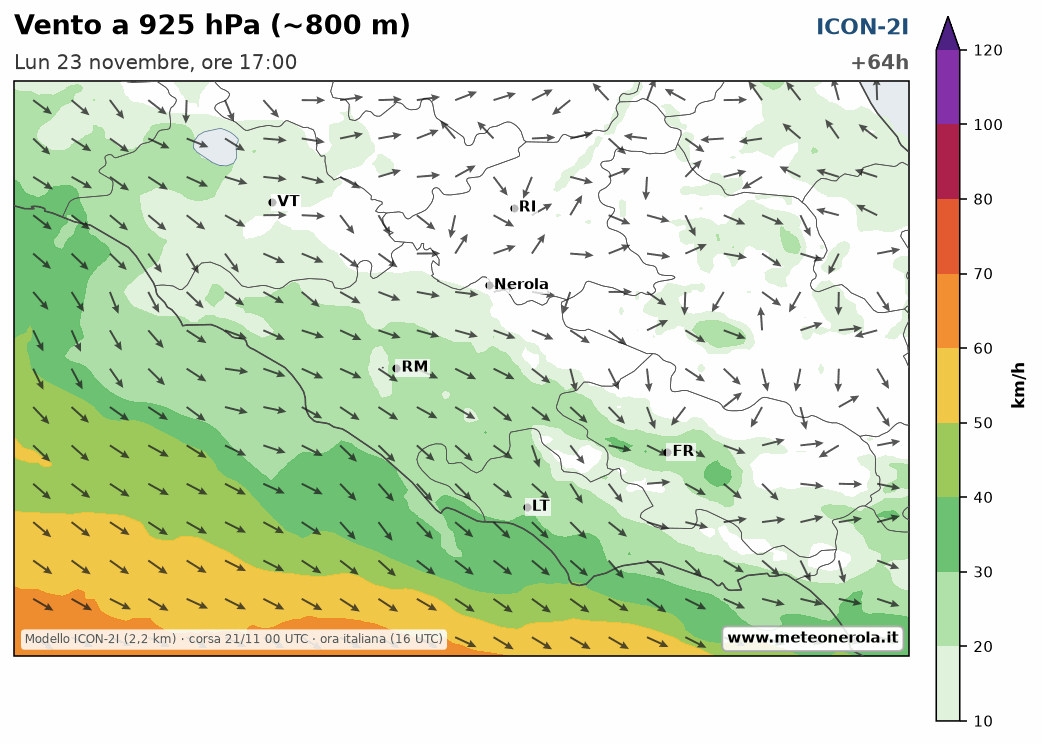 Vento a 925 hPa (~800 m)
ICON-2I
Lun 23 novembre, ore 17:00
+64h
VT
RI
Nerola
RM
FR
LT
Modello ICON-2I (2,2 km) · corsa 21/11 00 UTC · ora italiana (16 UTC)
www.meteonerola.it
120
100
80
70
60
50
40
30
20
10
km/h